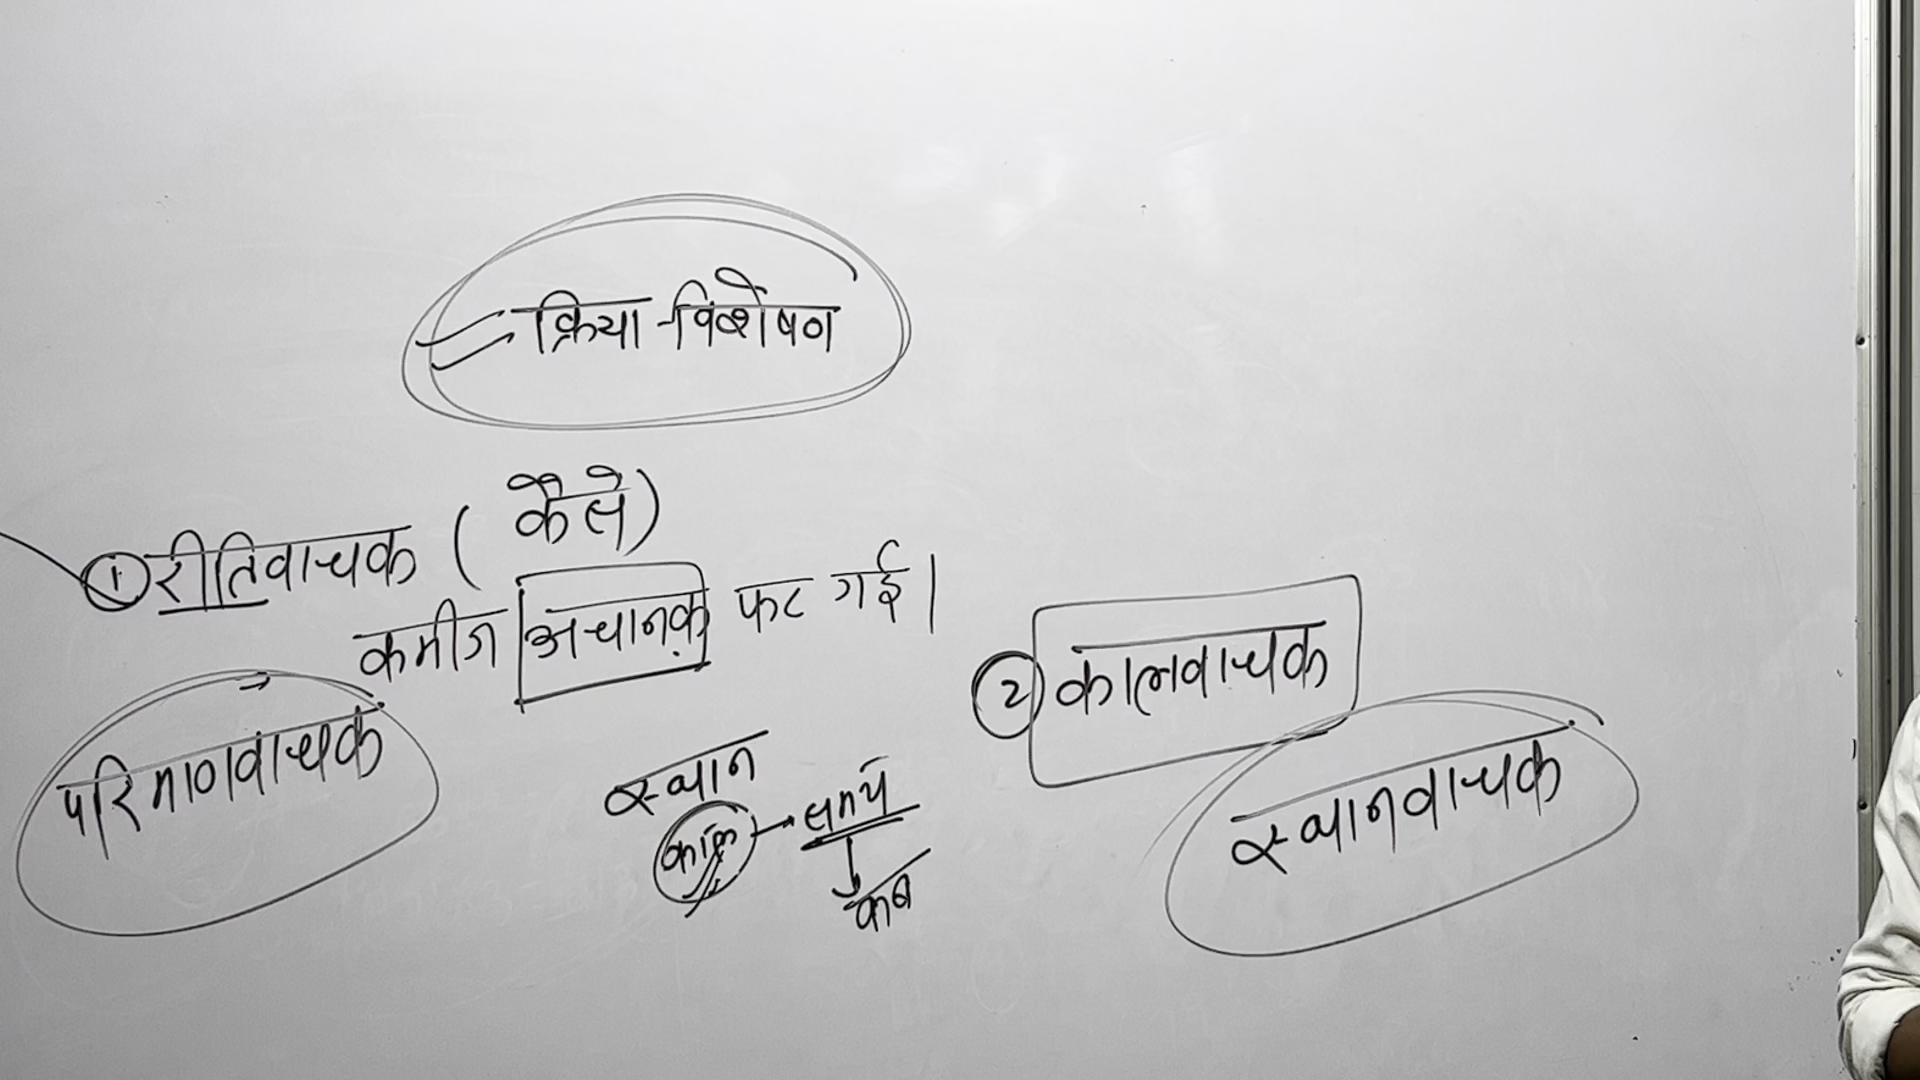 क्रिया-विशेषण
① रीतिवाचक ( कैसे )
कमीज अचानक फट गई।
② कालवाचक
परिमाणवाचक
स्थान
काल → समय
कब
स्थानवाचक